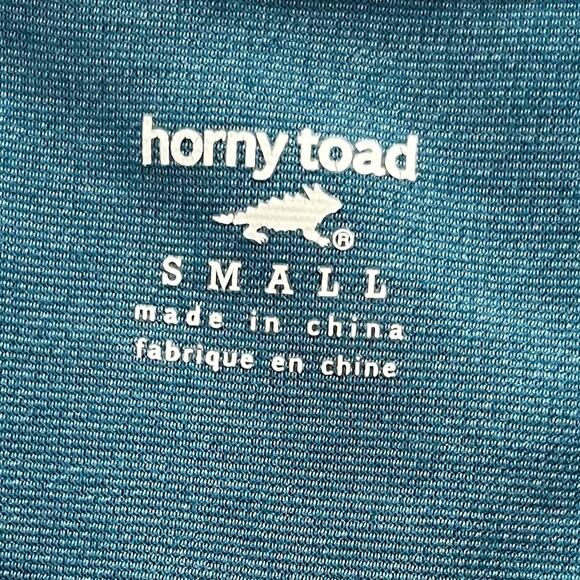 horny toad
®
SMALL
made in china
fabrique en chine